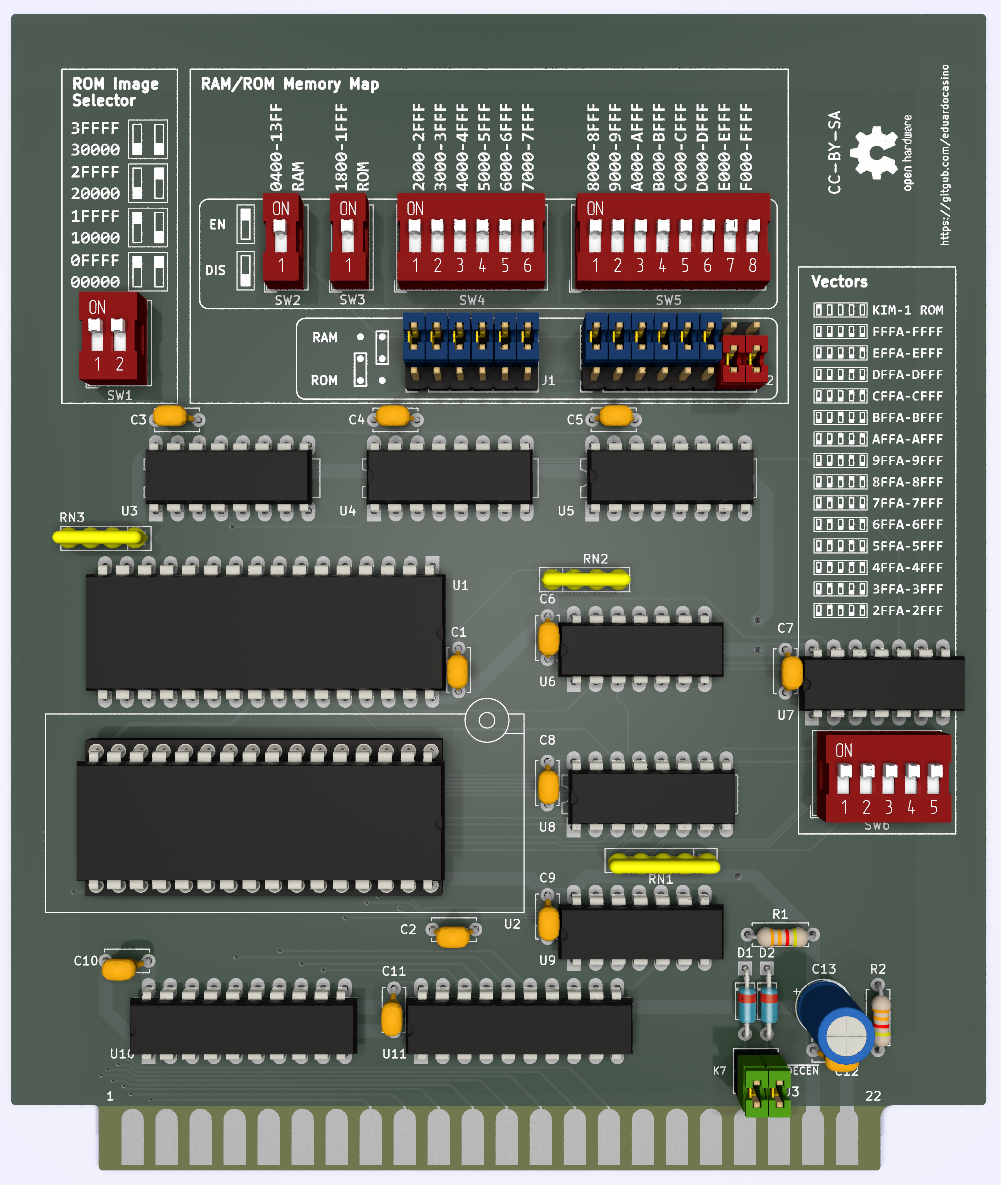 ROM Image
Selector
3FFFF
30000
2FFFF
20000
1FFFF
10000
0FFFF
00000
ON
1 2
SW1
RAM/ROM Memory Map
0400-13FF
RAM
1800-1FFF
ROM
2000-2FFF
3000-3FFF
4000-4FFF
5000-5FFF
6000-6FFF
7000-7FFF
8000-8FFF
9000-9FFF
A000-AFFF
B000-BFFF
C000-CFFF
D000-DFFF
E000-EFFF
F000-FFFF
EN
DIS
ON
1
SW2
ON
1
SW3
ON
1 2 3 4 5 6
SW4
ON
1 2 3 4 5 6 7 8
SW5
RAM
ROM
J1
2
CC-BY-SA
open hardware
https://gitgub.com/eduardocasino
Vectors
KIM-1 ROM
FFFA-FFFF
EFFA-EFFF
DFFA-DFFF
CFFA-CFFF
BFFA-BFFF
AFFA-AFFF
9FFA-9FFF
8FFA-8FFF
7FFA-7FFF
6FFA-6FFF
5FFA-5FFF
4FFA-4FFF
3FFA-3FFF
2FFA-2FFF
C3
C4
C5
U3
U4
U5
RN3
RN2
U1
C1
C6
U6
C7
U7
ON
1 2 3 4 5
SW6
C8
U8
RN1
C9
U9
U2
C2
C10
C11
U10
U11
R1
D1 D2
C13
+
R2
C12
K7
DECEN
J3
1
22